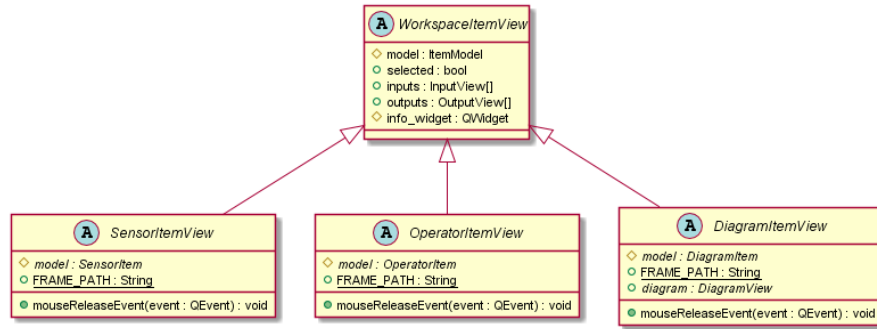 A WorkspaceItemView
model : ItemModel
selected : bool
inputs : InputView[]
outputs : OutputView[]
info_widget : QWidget
A SensorItemView
model : SensorItem
FRAME_PATH : String
mouseReleaseEvent(event : QEvent) : void
A OperatorItemView
model : OperatorItem
FRAME_PATH : String
mouseReleaseEvent(event : QEvent) : void
A DiagramItemView
model : DiagramItem
FRAME_PATH : String
diagram : DiagramView
mouseReleaseEvent(event : QEvent) : void